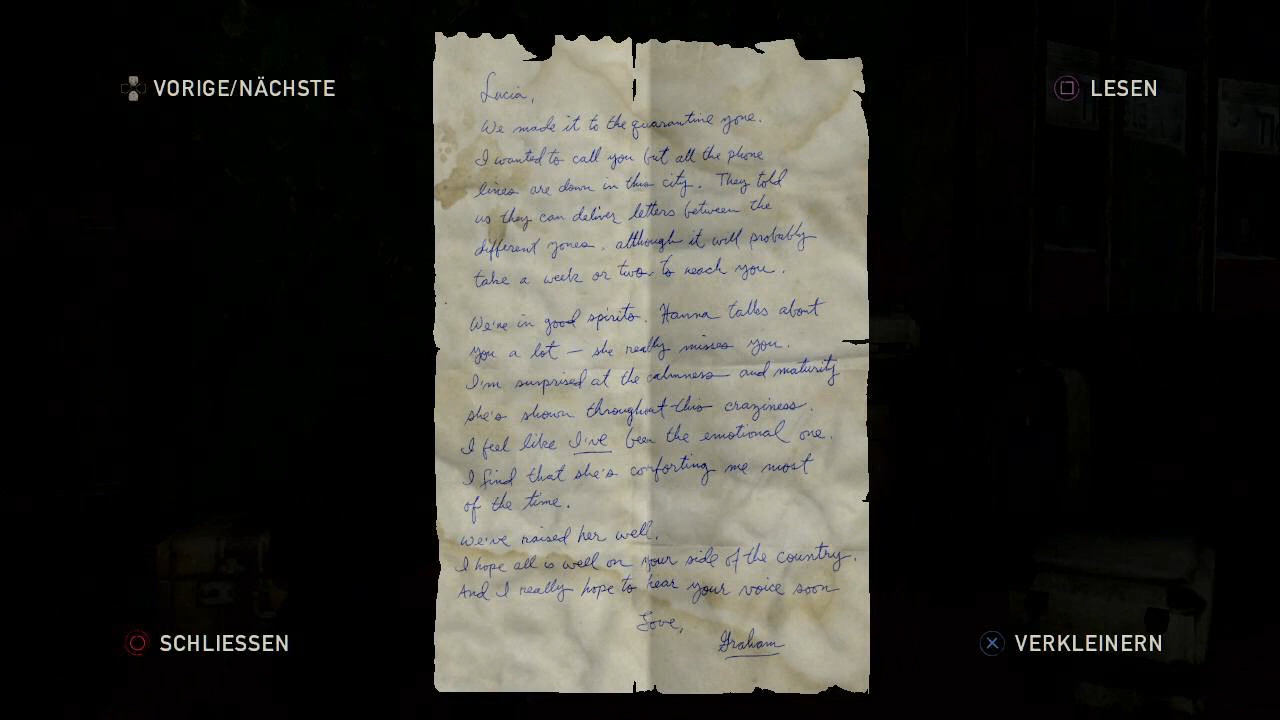 VORIGE/NÄCHSTE
LESEN
Lucia,
We made it to the quarantine zone.
I wanted to call you but all the phone
lines are down in this city. They told
us they can deliver letters between the
different zones, although it will probably
take a week or two to reach you.
We're in good spirits. Hanna talks about
you a lot – she really misses you.
I'm surprised at the calmness and maturity
she's shown throughout this craziness.
I feel like I've been the emotional one.
I find that she's comforting me most
of the time.
We've raised her well.
I hope all is well on your side of the country.
And I really hope to hear your voice soon
Love,
Graham
SCHLIESSEN
VERKLEINERN